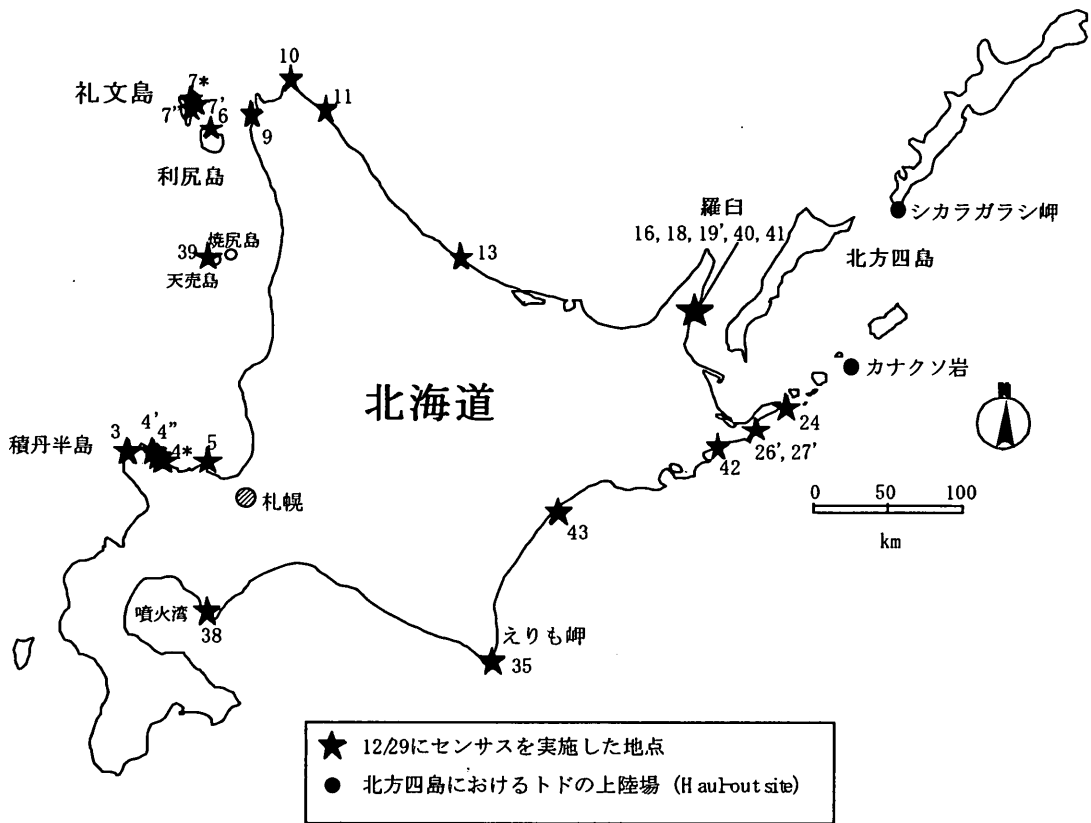 10
礼文島
7*
7'
7"
6
9
11
利尻島
シカラガラシ岬
羅臼
16, 18, 19', 40, 41
39
焼尻島
天売島
13
北方四島
カナクソ岩
北海道
N
24
26', 27'
42
積丹半島
3
4'
4"
4*
5
札幌
43
0 50 100
km
噴火湾
38
えりも岬
35
12/29にセンサスを実施した地点
北方四島におけるトドの上陸場 (Haul-out site)